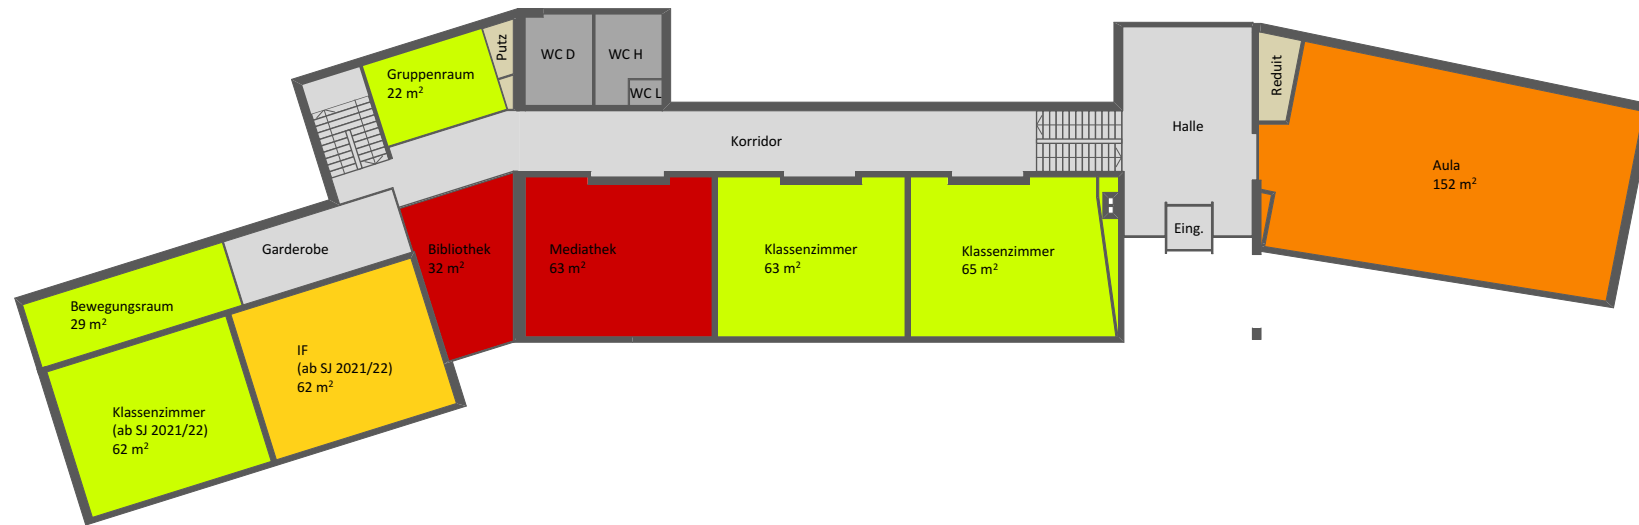 Putz
WC D
WC H
WC L
Gruppenraum
22 m²
Reduit
Korridor
Halle
Aula
152 m²
Eing.
Garderobe
Bibliothek
32 m²
Mediathek
63 m²
Klassenzimmer
63 m²
Klassenzimmer
65 m²
Bewegungsraum
29 m²
IF
(ab SJ 2021/22)
62 m²
Klassenzimmer
(ab SJ 2021/22)
62 m²